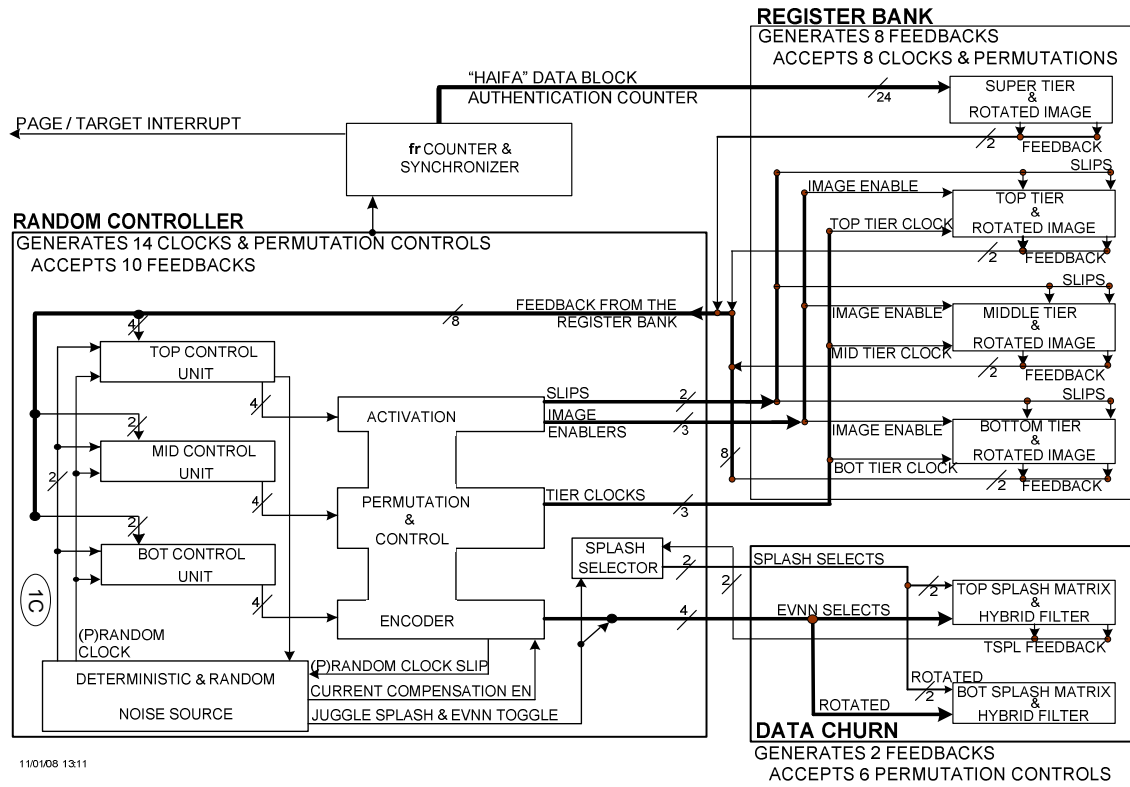 REGISTER BANK
GENERATES 8 FEEDBACKS
ACCEPTS 8 CLOCKS & PERMUTATIONS
"HAIFA" DATA BLOCK
AUTHENTICATION COUNTER
24
SUPER TIER
&
ROTATED IMAGE
2
FEEDBACK
PAGE / TARGET INTERRUPT
fr COUNTER &
SYNCHRONIZER
SLIPS
IMAGE ENABLE
TOP TIER
&
ROTATED IMAGE
TOP TIER CLOCK
2
FEEDBACK
SLIPS
IMAGE ENABLE
MIDDLE TIER
&
ROTATED IMAGE
MID TIER CLOCK
2
FEEDBACK
SLIPS
IMAGE ENABLE
BOTTOM TIER
&
ROTATED IMAGE
BOT TIER CLOCK
2
FEEDBACK
RANDOM CONTROLLER
GENERATES 14 CLOCKS & PERMUTATION CONTROLS
ACCEPTS 10 FEEDBACKS
FEEDBACK FROM THE
REGISTER BANK
8
4
TOP CONTROL
UNIT
4
ACTIVATION
SLIPS
2
IMAGE
ENABLERS
3
8
2
MID CONTROL
UNIT
2
4
PERMUTATION
&
CONTROL
TIER CLOCKS
3
2
BOT CONTROL
UNIT
4
ENCODER
SPLASH
SELECTOR
2
2
SPLASH SELECTS
2
TOP SPLASH MATRIX
&
HYBRID FILTER
4
EVNN SELECTS
TSPL FEEDBACK
1C
(P)RANDOM
CLOCK
(P)RANDOM CLOCK SLIP
DETERMINISTIC & RANDOM
NOISE SOURCE
CURRENT COMPENSATION EN
JUGGLE SPLASH & EVNN TOGGLE
ROTATED
2
BOT SPLASH MATRIX
&
HYBRID FILTER
ROTATED
DATA CHURN
GENERATES 2 FEEDBACKS
ACCEPTS 6 PERMUTATION CONTROLS
11/01/08 13:11